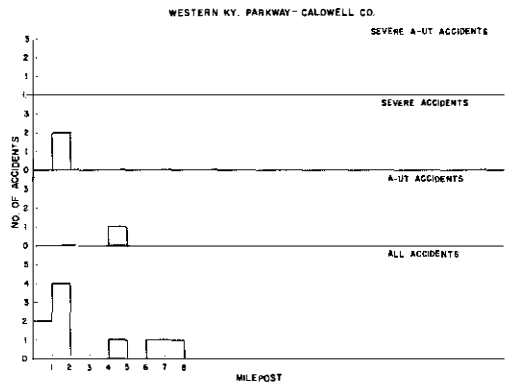 WESTERN KY. PARKWAY- CALDWELL CO.
SEVERE A-UT ACCIDENTS
3
2
1
SEVERE ACCIDENTS
3
2
1
0
A-UT ACCIDENTS
3
2
1
0
ALL ACCIDENTS
5
4
3
2
1
0
1 2 3 4 5 6 7 8
NO. OF ACCIDENTS
MILEPOST